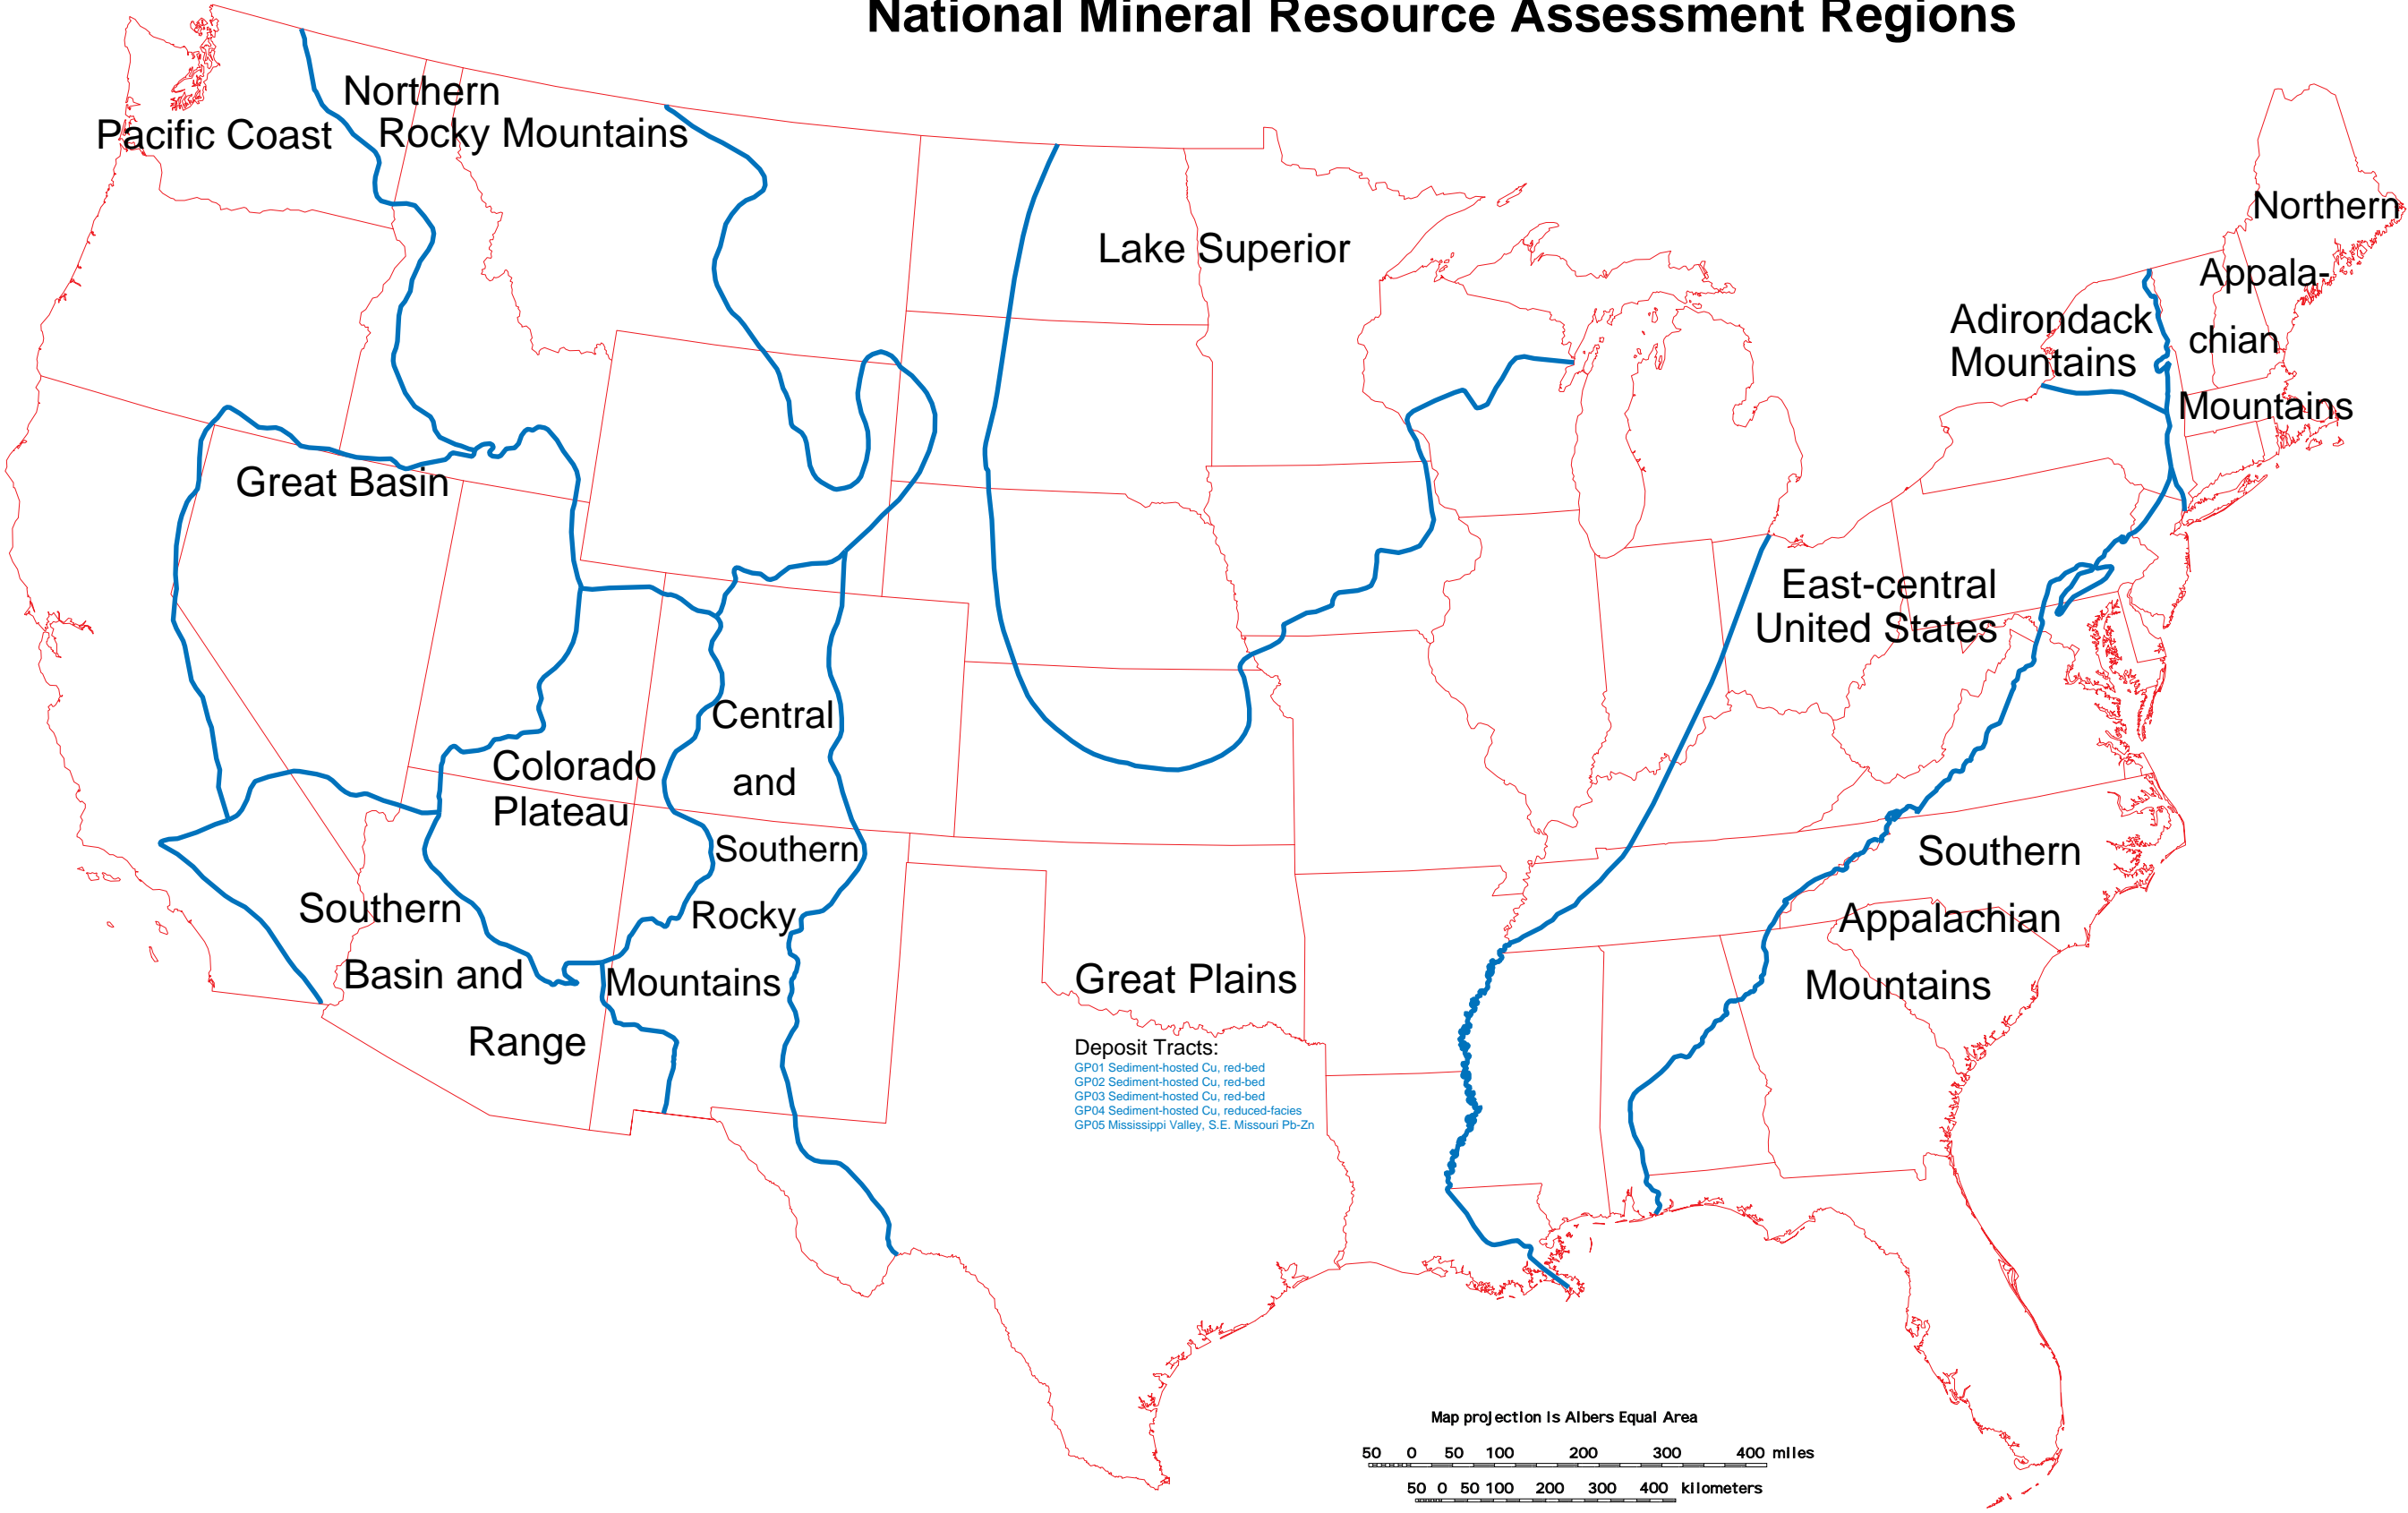 National Mineral Resource Assessment Regions
Northern
Rocky Mountains
Pacific Coast
Lake Superior
Northern
Appala-
chian
Mountains
Adirondack
Mountains
Great Basin
East-central
United States
Colorado
Plateau
Central
and
Southern
Rocky
Mountains
Southern
Basin and
Range
Southern
Appalachian
Mountains
Great Plains
Deposit Tracts:
GP01 Sediment-hosted Cu, red-bed
GP02 Sediment-hosted Cu, red-bed
GP03 Sediment-hosted Cu, red-bed
GP04 Sediment-hosted Cu, reduced-facies
GP05 Mississippi Valley, S.E. Missouri Pb-Zn
Map projection is Albers Equal Area
50 0 50 100 200 300 400 miles
50 0 50 100 200 300 400 kilometers